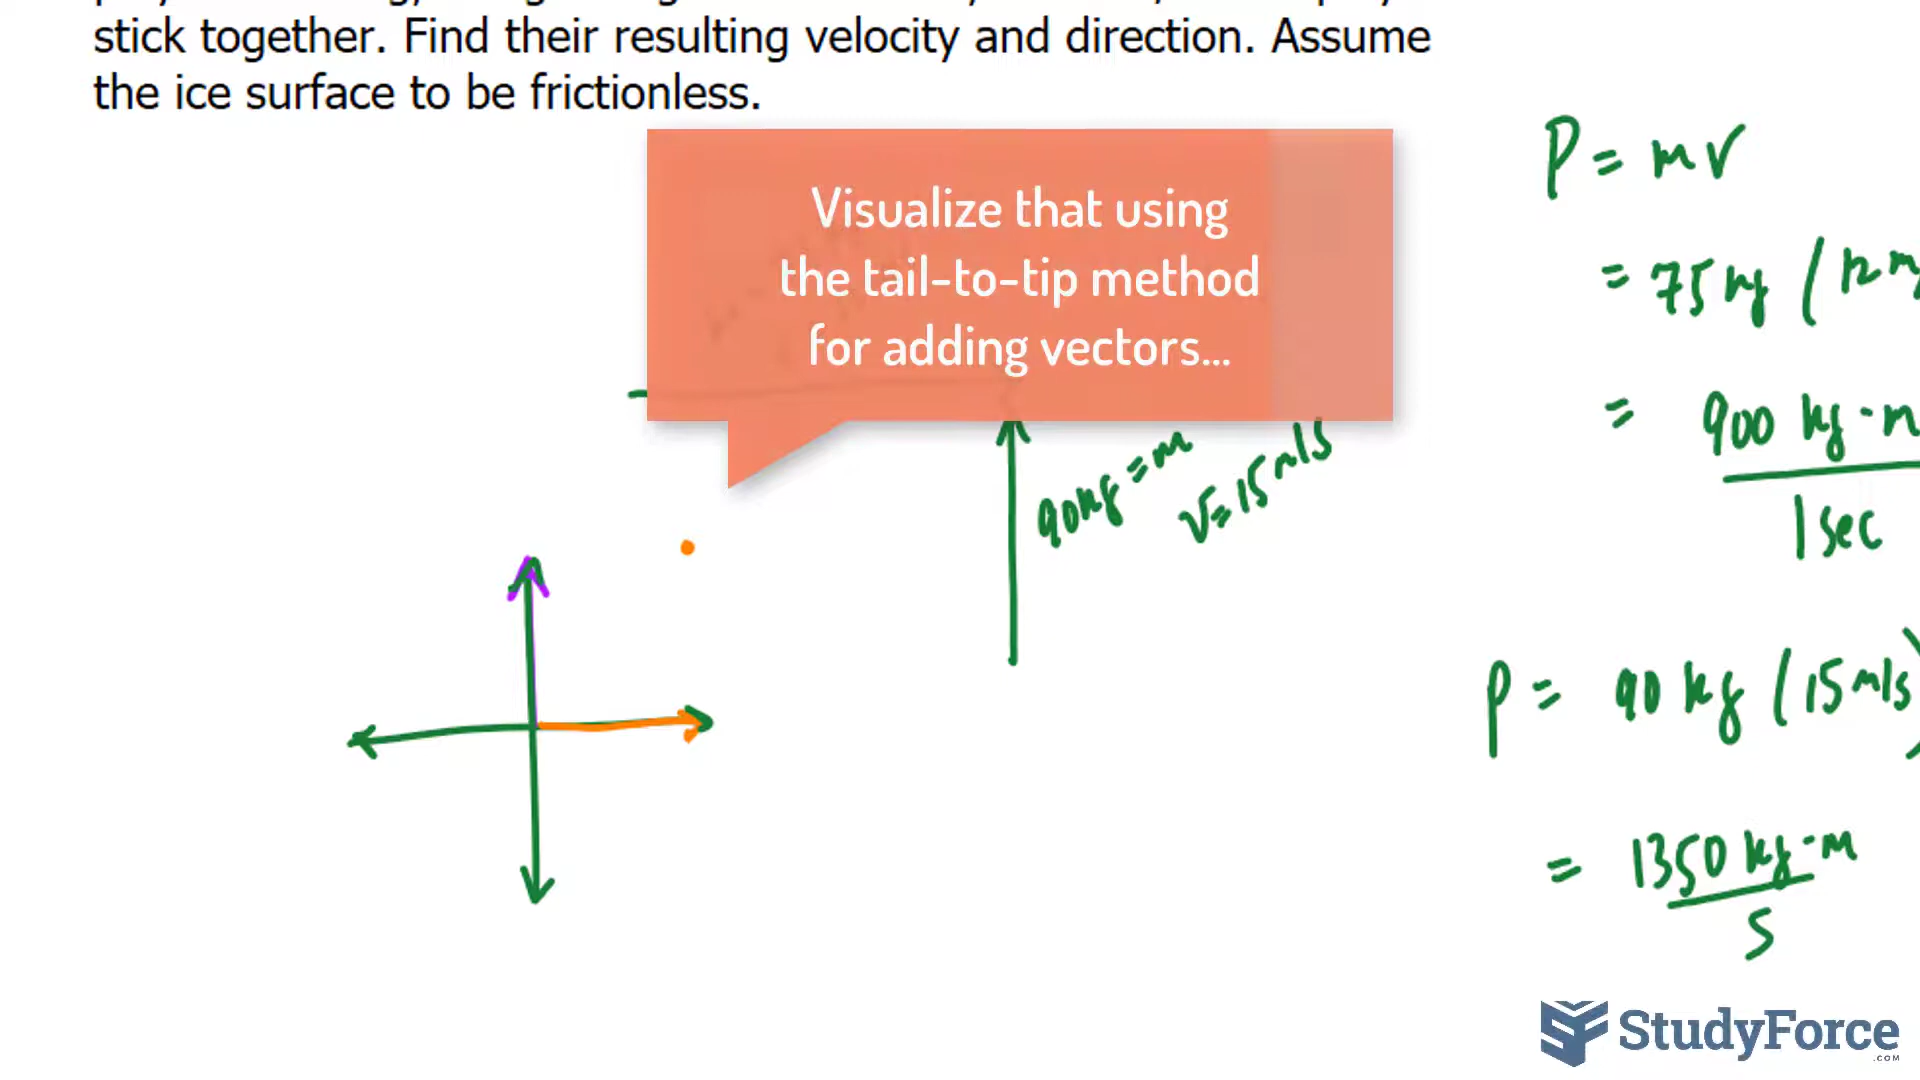 stick together. Find their resulting velocity and direction. Assume
the ice surface to be frictionless.
Visualize that using
the tail-to-tip method
for adding vectors...
90kg = m
v = 15 m/s
P = mv
= 75 kg (12 m
= 900 kg·m
1 sec
P = 90 kg (15 m/s)
= 1350 kg·m
s
StudyForce
.COM